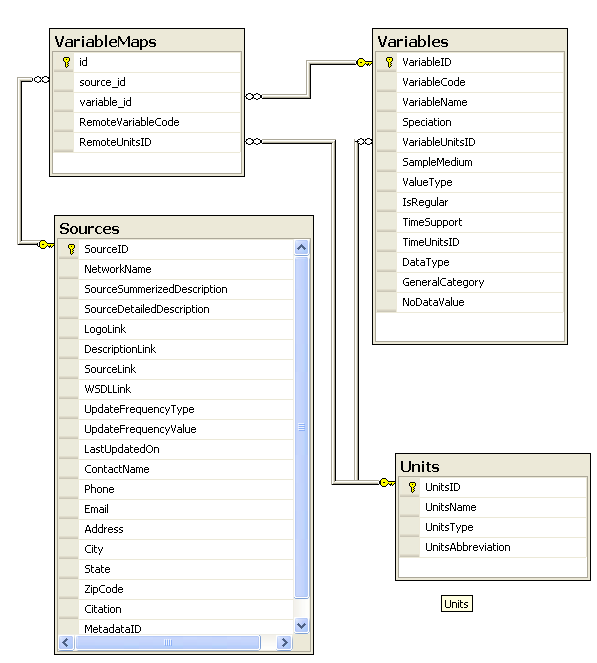 VariableMaps
id
source_id
variable_id
RemoteVariableCode
RemoteUnitsID
Variables
VariableID
VariableCode
VariableName
Speciation
VariableUnitsID
SampleMedium
ValueType
IsRegular
TimeSupport
TimeUnitsID
DataType
GeneralCategory
NoDataValue
Sources
SourceID
NetworkName
SourceSummerizedDescription
SourceDetailedDescription
LogoLink
DescriptionLink
SourceLink
WSDLLink
UpdateFrequencyType
UpdateFrequencyValue
LastUpdatedOn
ContactName
Phone
Email
Address
City
State
ZipCode
Citation
MetadataID
Units
UnitsID
UnitsName
UnitsType
UnitsAbbreviation
Units